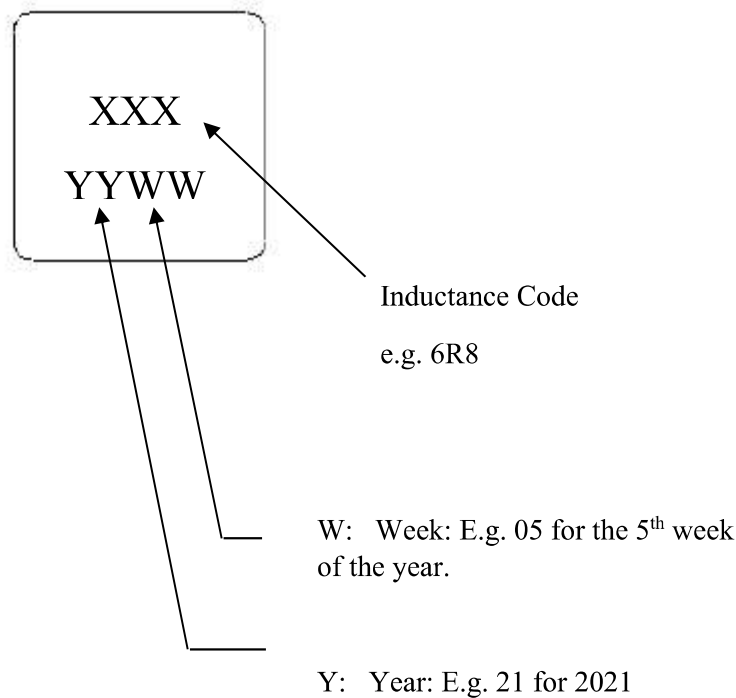 XXX
YYWW
Inductance Code
e.g. 6R8
W: Week: E.g. 05 for the 5th week
of the year.
Y: Year: E.g. 21 for 2021